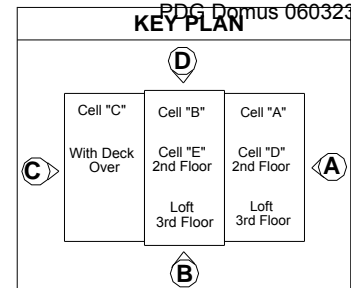 PDG Domus 060323
KEY PLAN
D
Cell "C"
With Deck
Over
Cell "B"
Cell "E"
2nd Floor
Loft
3rd Floor
Cell "A"
Cell "D"
2nd Floor
Loft
3rd Floor
C
A
B